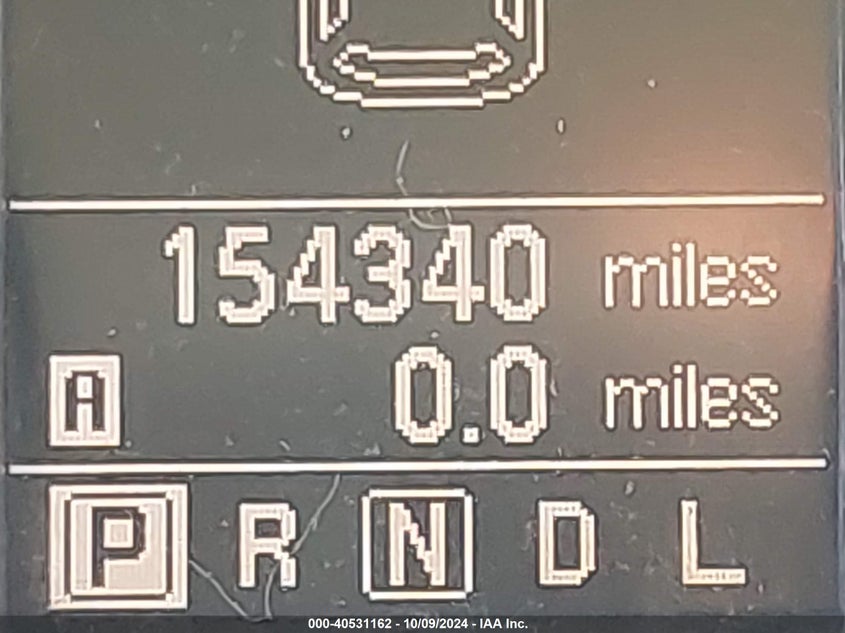 154340 miles
A 0.0 miles
P R N D L
000-40531162 - 10/09/2024 - IAA Inc.